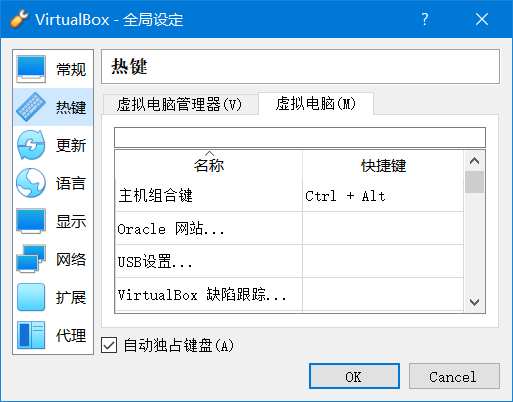 VirtualBox - 全局设定
常规
热键
更新
语言
显示
网络
扩展
代理
热键
虚拟电脑管理器(V)
虚拟电脑(M)
名称
快捷键
主机组合键
Ctrl + Alt
Oracle 网站...
USB设置...
VirtualBox 缺陷跟踪...
自动独占键盘(A)
OK
Cancel